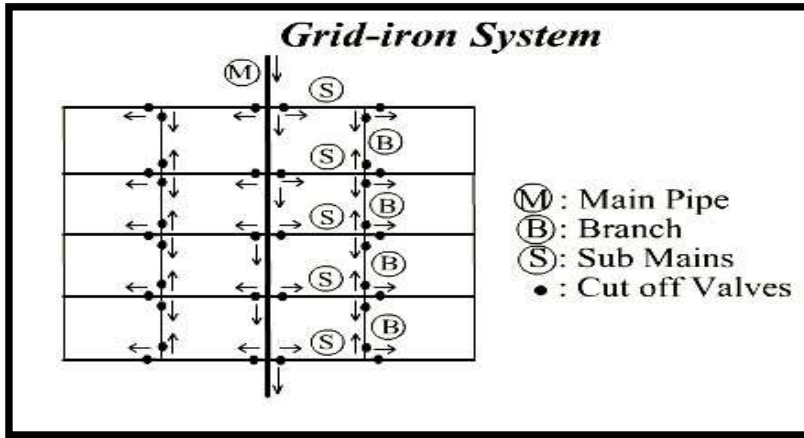 Grid-iron System
M
S
B
S
B
S
B
S
B
S
M : Main Pipe
B : Branch
S : Sub Mains
• : Cut off Valves